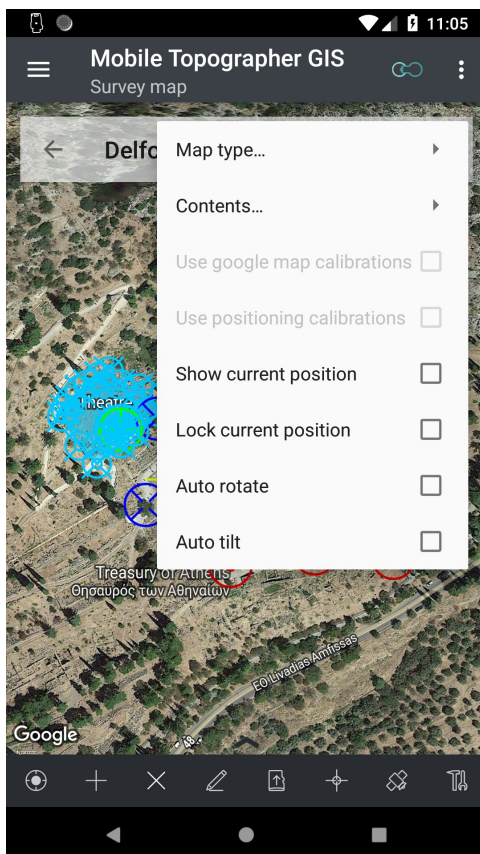 11:05
Mobile Topographer GIS
Survey map
Delfo
Map type...
Contents...
Use google map calibrations
Use positioning calibrations
Show current position
Lock current position
Auto rotate
Auto tilt
Theatre
Treasury of Athens
Θησαυρός των Αθηναίων
EO Livadias Amfissas
48
Google